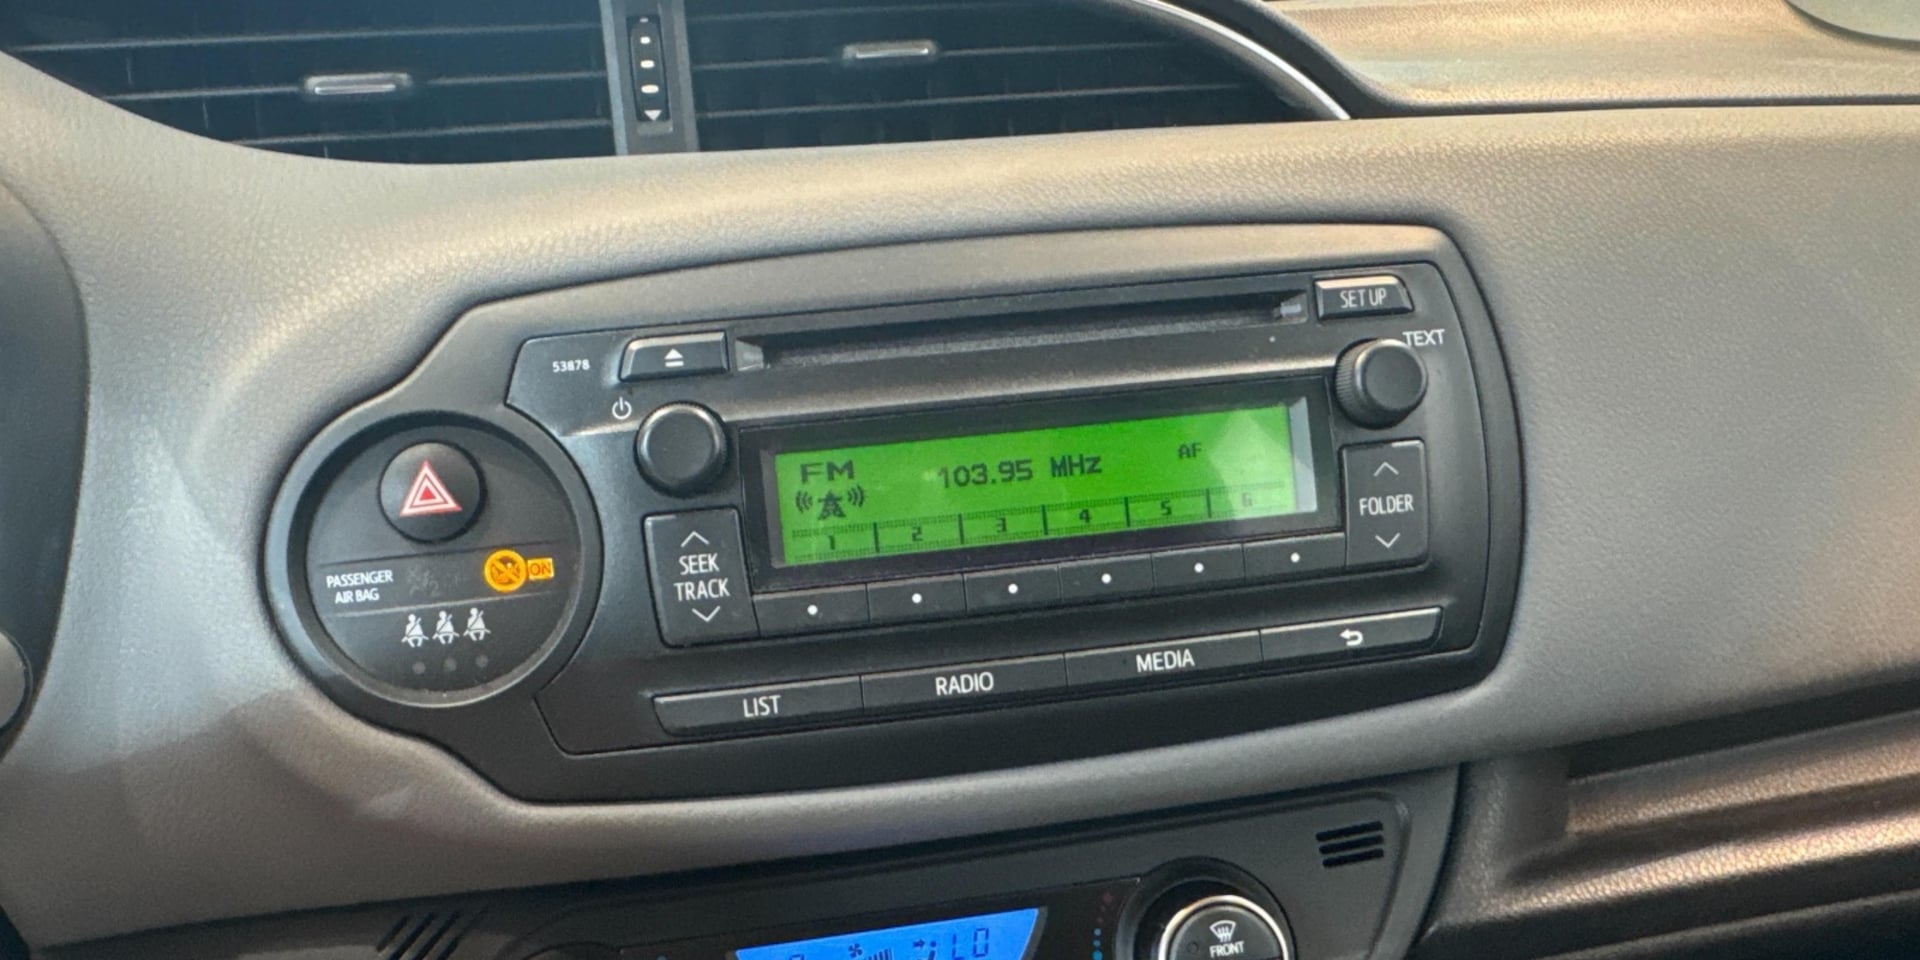 SET UP
TEXT
53878
FM 103.95 MHz AF
1 2 3 4 5 6
SEEK
TRACK
FOLDER
PASSENGER
AIR BAG
ON
LIST RADIO MEDIA
LO
FRONT